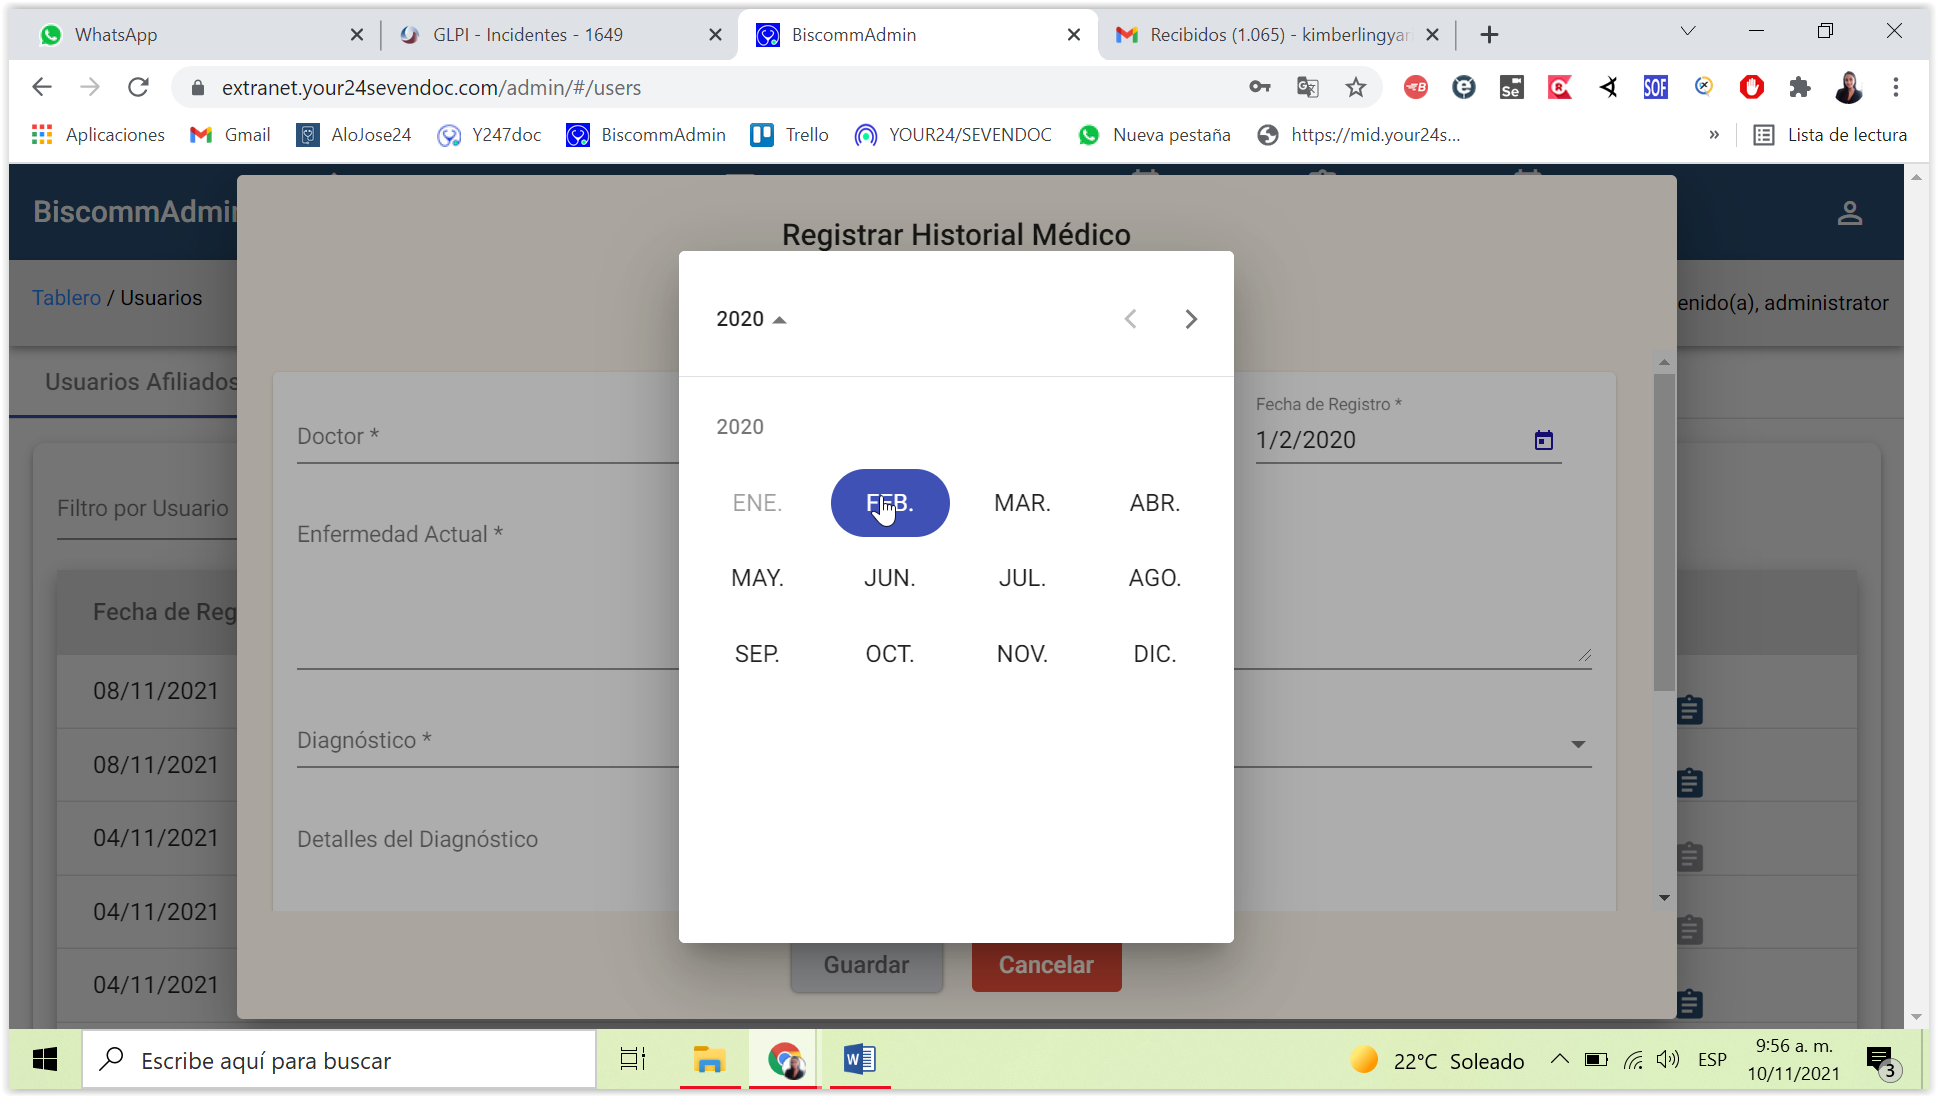 WhatsApp
GLPI - Incidentes - 1649
BiscommAdmin
Recibidos (1.065) - kimberlingyar
extranet.your24sevendoc.com/admin/#/users
Aplicaciones
Gmail
AloJose24
Y247doc
BiscommAdmin
Trello
YOUR24/SEVENDOC
Nueva pestaña
https://mid.your24s...
»
Lista de lectura
BiscommAdmin
Registrar Historial Médico
Tablero / Usuarios
enido(a), administrator
Usuarios Afiliados
2020
2020
ENE. FEB. MAR. ABR.
MAY. JUN. JUL. AGO.
SEP. OCT. NOV. DIC.
Doctor *
Fecha de Registro *
1/2/2020
Filtro por Usuario
Enfermedad Actual *
Fecha de Reg
08/11/2021
08/11/2021
04/11/2021
04/11/2021
04/11/2021
Diagnóstico *
Detalles del Diagnóstico
Guardar
Cancelar
Escribe aquí para buscar
22°C Soleado
ESP
9:56 a. m.
10/11/2021
3